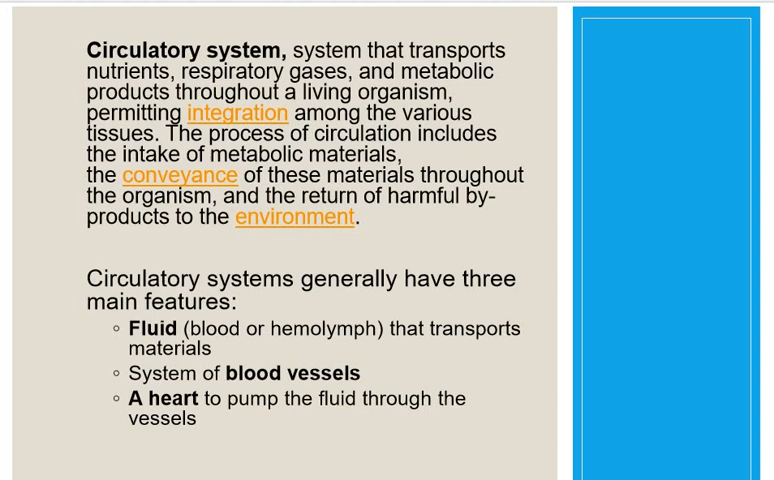 Circulatory system, system that transports
nutrients, respiratory gases, and metabolic
products throughout a living organism,
permitting integration among the various
tissues. The process of circulation includes
the intake of metabolic materials,
the conveyance of these materials throughout
the organism, and the return of harmful by-
products to the environment.
Circulatory systems generally have three
main features:
◦ Fluid (blood or hemolymph) that transports
materials
◦ System of blood vessels
◦ A heart to pump the fluid through the
vessels